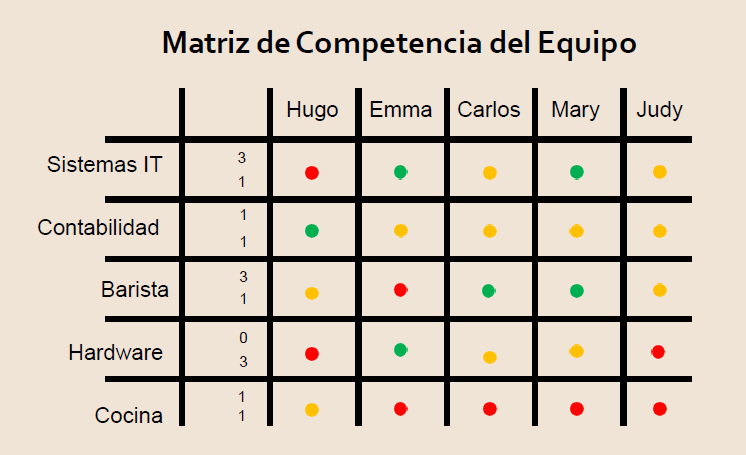 Matriz de Competencia del Equipo
Hugo Emma Carlos Mary Judy
Sistemas IT 3
1
Contabilidad 1
1
Barista 3
1
Hardware 0
3
Cocina 1
1